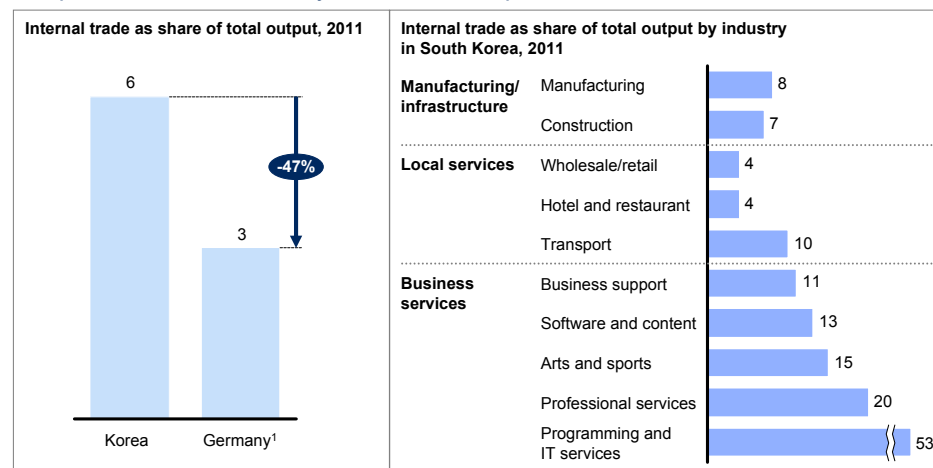 Internal trade as share of total output, 2011
6
-47%
3
Korea
Germany¹
Internal trade as share of total output by industry
in South Korea, 2011
Manufacturing/
infrastructure
Manufacturing
8
Construction
7
Local services
Wholesale/retail
4
Hotel and restaurant
4
Transport
10
Business
services
Business support
11
Software and content
13
Arts and sports
15
Professional services
20
Programming and
IT services
53